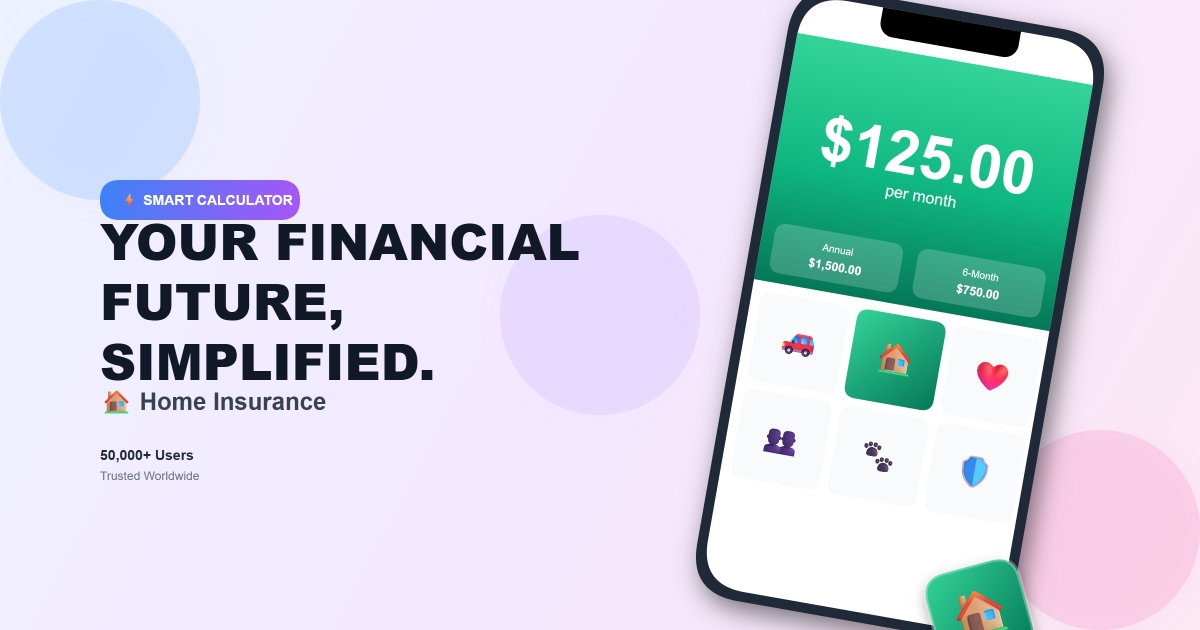 SMART CALCULATOR
YOUR FINANCIAL
FUTURE,
SIMPLIFIED.
Home Insurance
50,000+ Users
Trusted Worldwide
$125.00
per month
Annual
$1,500.00
6-Month
$750.00